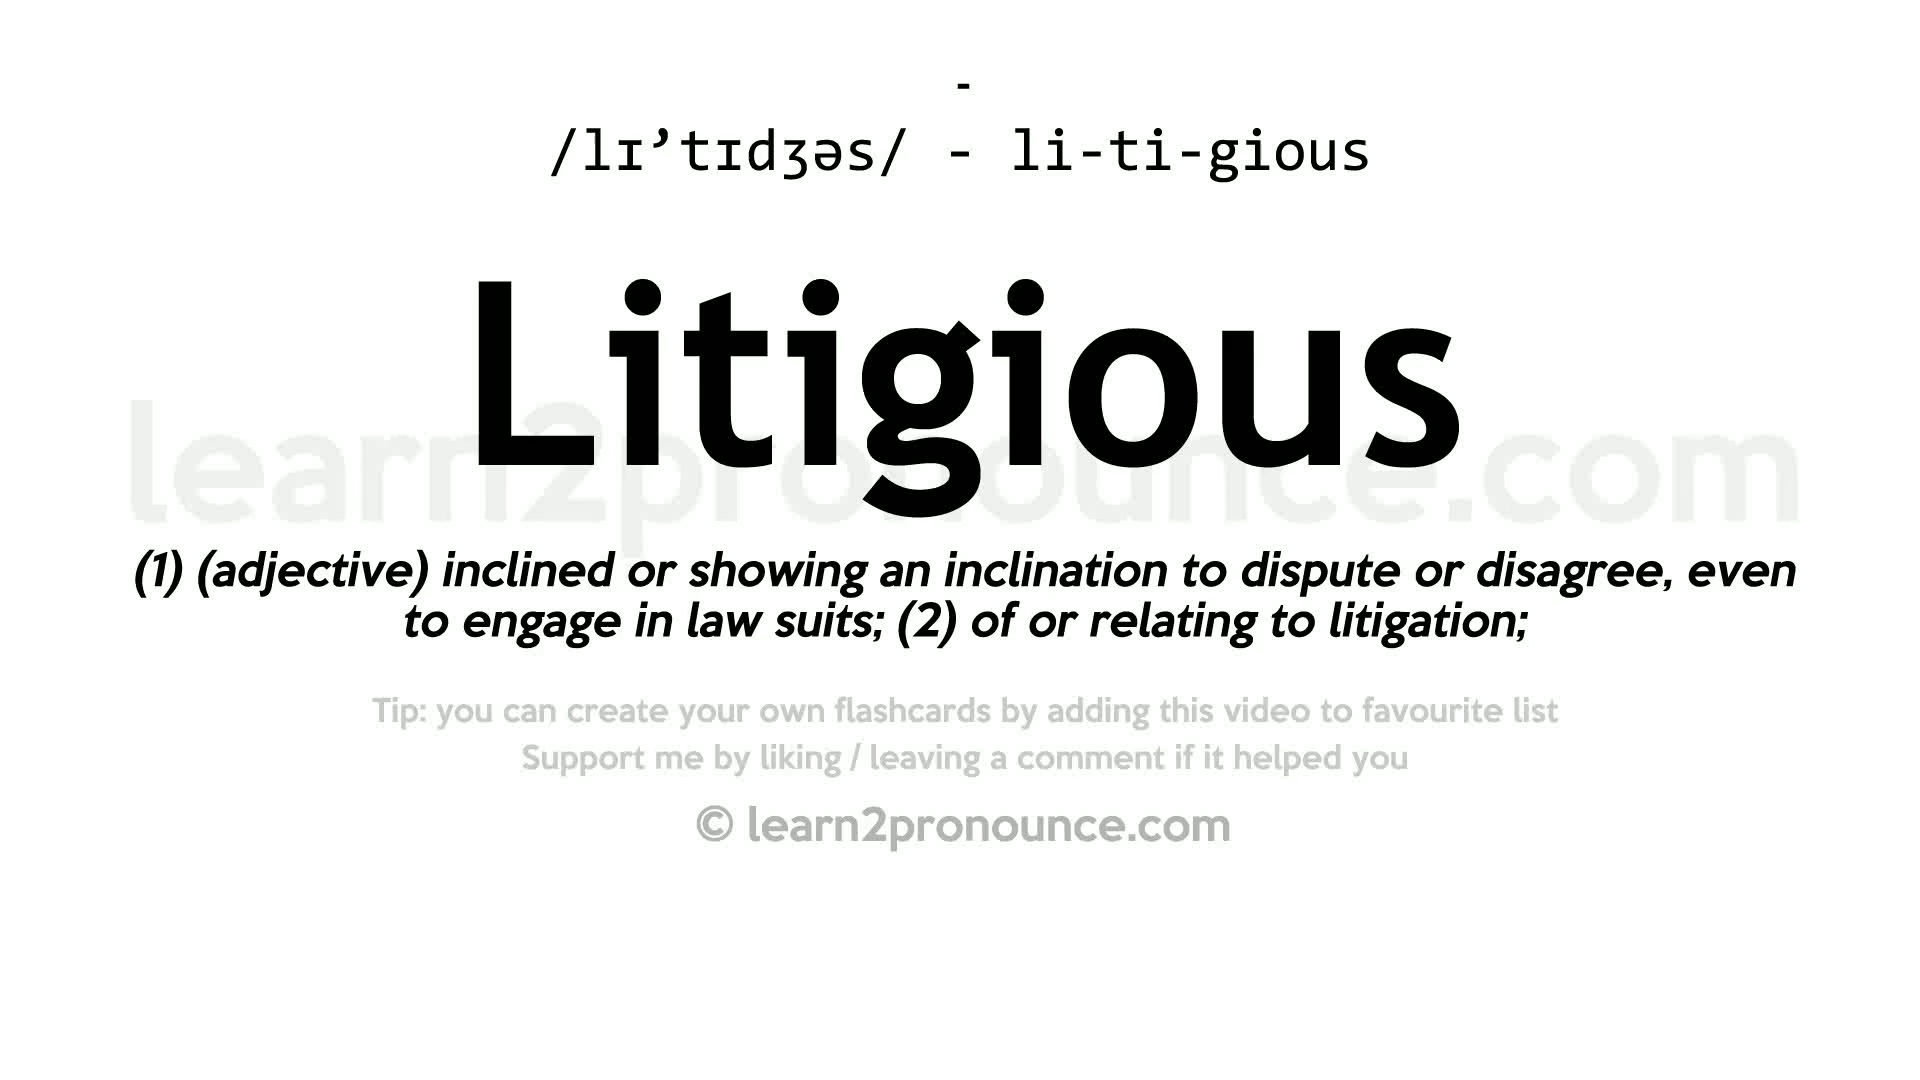 -
/lɪ’tɪdʒəs/ - li-ti-gious
Litigious
learn2pronounce.com
(1) (adjective) inclined or showing an inclination to dispute or disagree, even
to engage in law suits; (2) of or relating to litigation;
Tip: you can create your own flashcards by adding this video to favourite list
Support me by liking / leaving a comment if it helped you
© learn2pronounce.com